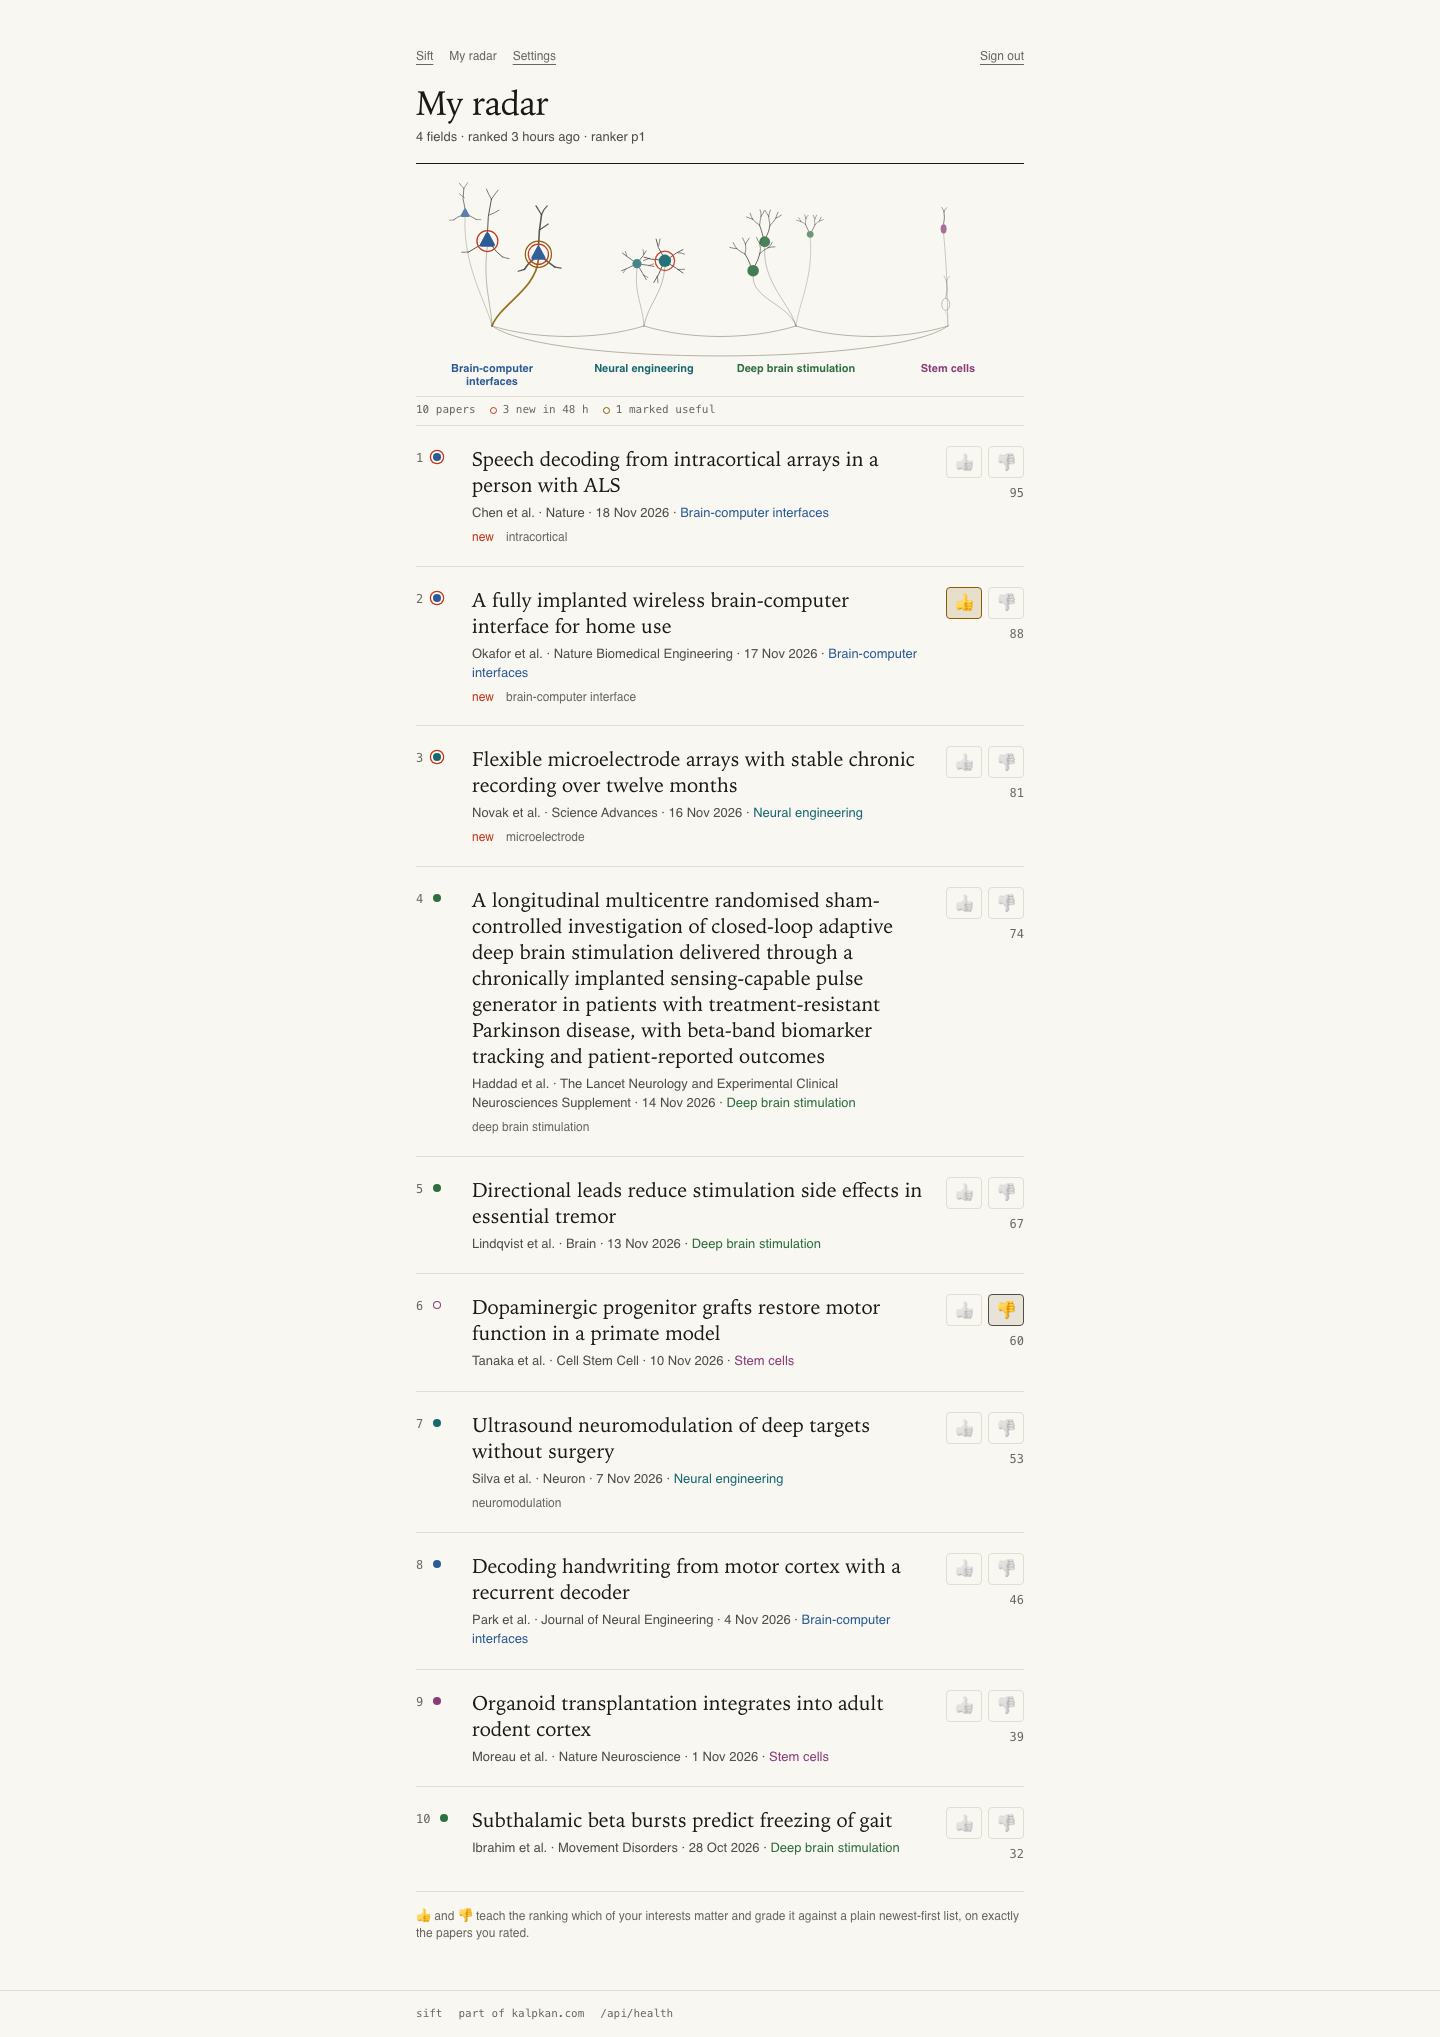 Sift My radar Settings Sign out
My radar
4 fields · ranked 3 hours ago · ranker p1
Brain-computer
interfaces
Neural engineering
Deep brain stimulation
Stem cells
10 papers 3 new in 48 h 1 marked useful
1 Speech decoding from intracortical arrays in a
person with ALS
95
Chen et al. · Nature · 18 Nov 2026 · Brain-computer interfaces
new intracortical
2 A fully implanted wireless brain-computer
interface for home use
88
Okafor et al. · Nature Biomedical Engineering · 17 Nov 2026 · Brain-computer
interfaces
new brain-computer interface
3 Flexible microelectrode arrays with stable chronic
recording over twelve months
81
Novak et al. · Science Advances · 16 Nov 2026 · Neural engineering
new microelectrode
4 A longitudinal multicentre randomised sham-
controlled investigation of closed-loop adaptive
74
deep brain stimulation delivered through a
chronically implanted sensing-capable pulse
generator in patients with treatment-resistant
Parkinson disease, with beta-band biomarker
tracking and patient-reported outcomes
Haddad et al. · The Lancet Neurology and Experimental Clinical
Neurosciences Supplement · 14 Nov 2026 · Deep brain stimulation
deep brain stimulation
5 Directional leads reduce stimulation side effects in
essential tremor
67
Lindqvist et al. · Brain · 13 Nov 2026 · Deep brain stimulation
6 Dopaminergic progenitor grafts restore motor
function in a primate model
60
Tanaka et al. · Cell Stem Cell · 10 Nov 2026 · Stem cells
7 Ultrasound neuromodulation of deep targets
without surgery
53
Silva et al. · Neuron · 7 Nov 2026 · Neural engineering
neuromodulation
8 Decoding handwriting from motor cortex with a
recurrent decoder
46
Park et al. · Journal of Neural Engineering · 4 Nov 2026 · Brain-computer
interfaces
9 Organoid transplantation integrates into adult
rodent cortex
39
Moreau et al. · Nature Neuroscience · 1 Nov 2026 · Stem cells
10 Subthalamic beta bursts predict freezing of gait
Ibrahim et al. · Movement Disorders · 28 Oct 2026 · Deep brain stimulation
32
👍 and 👎 teach the ranking which of your interests matter and grade it against a plain newest-first list, on exactly
the papers you rated.
sift part of kalpkan.com /api/health